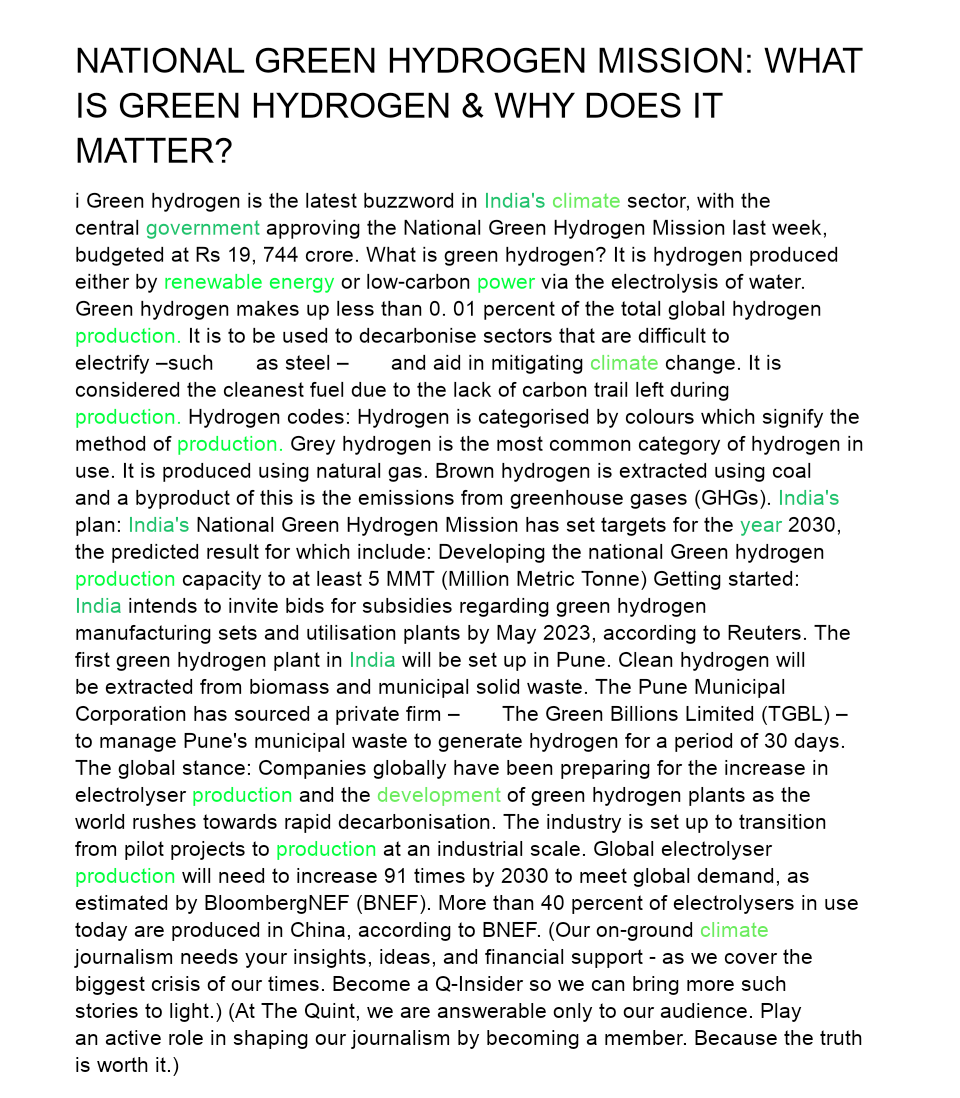 NATIONAL GREEN HYDROGEN MISSION: WHAT
IS GREEN HYDROGEN & WHY DOES IT
MATTER?
i Green hydrogen is the latest buzzword in India's climate sector, with the
central government approving the National Green Hydrogen Mission last week,
budgeted at Rs 19, 744 crore. What is green hydrogen? It is hydrogen produced
either by renewable energy or low-carbon power via the electrolysis of water.
Green hydrogen makes up less than 0. 01 percent of the total global hydrogen
production. It is to be used to decarbonise sectors that are difficult to
electrify –such as steel – and aid in mitigating climate change. It is
considered the cleanest fuel due to the lack of carbon trail left during
production. Hydrogen codes: Hydrogen is categorised by colours which signify the
method of production. Grey hydrogen is the most common category of hydrogen in
use. It is produced using natural gas. Brown hydrogen is extracted using coal
and a byproduct of this is the emissions from greenhouse gases (GHGs). India's
plan: India's National Green Hydrogen Mission has set targets for the year 2030,
the predicted result for which include: Developing the national Green hydrogen
production capacity to at least 5 MMT (Million Metric Tonne) Getting started:
India intends to invite bids for subsidies regarding green hydrogen
manufacturing sets and utilisation plants by May 2023, according to Reuters. The
first green hydrogen plant in India will be set up in Pune. Clean hydrogen will
be extracted from biomass and municipal solid waste. The Pune Municipal
Corporation has sourced a private firm – The Green Billions Limited (TGBL) –
to manage Pune's municipal waste to generate hydrogen for a period of 30 days.
The global stance: Companies globally have been preparing for the increase in
electrolyser production and the development of green hydrogen plants as the
world rushes towards rapid decarbonisation. The industry is set up to transition
from pilot projects to production at an industrial scale. Global electrolyser
production will need to increase 91 times by 2030 to meet global demand, as
estimated by BloombergNEF (BNEF). More than 40 percent of electrolysers in use
today are produced in China, according to BNEF. (Our on-ground climate
journalism needs your insights, ideas, and financial support - as we cover the
biggest crisis of our times. Become a Q-Insider so we can bring more such
stories to light.) (At The Quint, we are answerable only to our audience. Play
an active role in shaping our journalism by becoming a member. Because the truth
is worth it.)